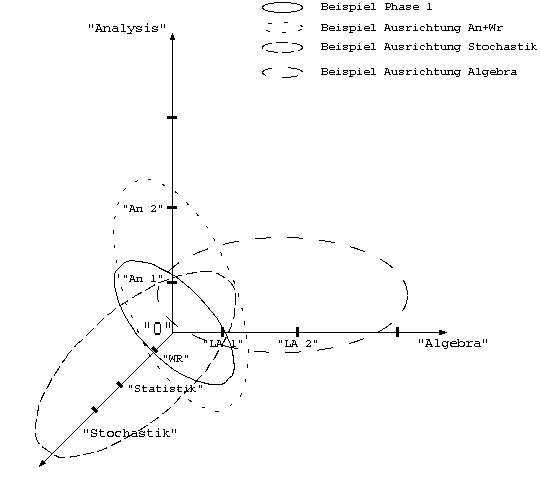 Beispiel Phase 1
"Analysis"
Beispiel Ausrichtung An+Wr
Beispiel Ausrichtung Stochastik
Beispiel Ausrichtung Algebra
"An 2"
"An 1"
"0"
"LA 1"
"LA 2"
"Algebra"
"WR"
"Statistik"
"Stochastik"